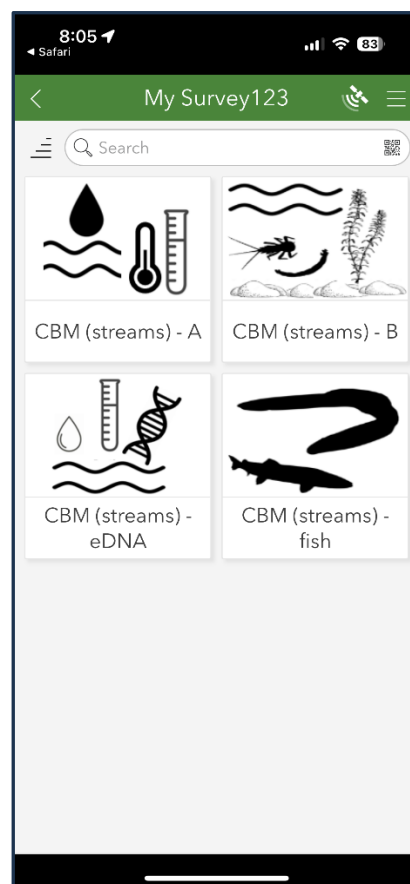 8:05
◀ Safari
83
My Survey123
Search
CBM (streams) - A
CBM (streams) - B
CBM (streams) -
eDNA
CBM (streams) -
fish